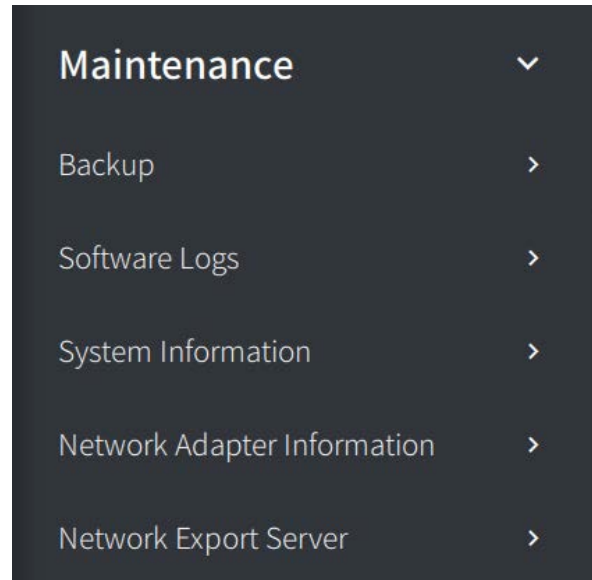 Maintenance
Backup
Software Logs
System Information
Network Adapter Information
Network Export Server